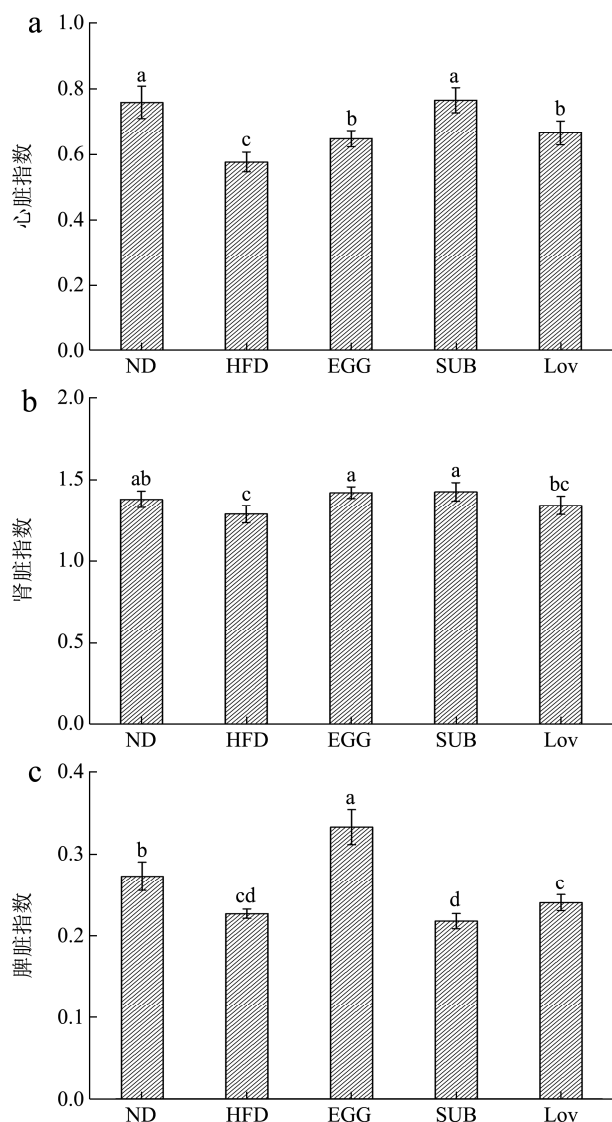 a
1.0
0.8
0.6
0.4
0.2
0.0
心脏指数
a
c
b
a
b
ND HFD EGG SUB Lov
b
2.0
1.5
1.0
0.5
0.0
肾脏指数
ab
c
a
a
bc
ND HFD EGG SUB Lov
c
0.4
0.3
0.2
0.1
0.0
脾脏指数
b
cd
a
d
c
ND HFD EGG SUB Lov